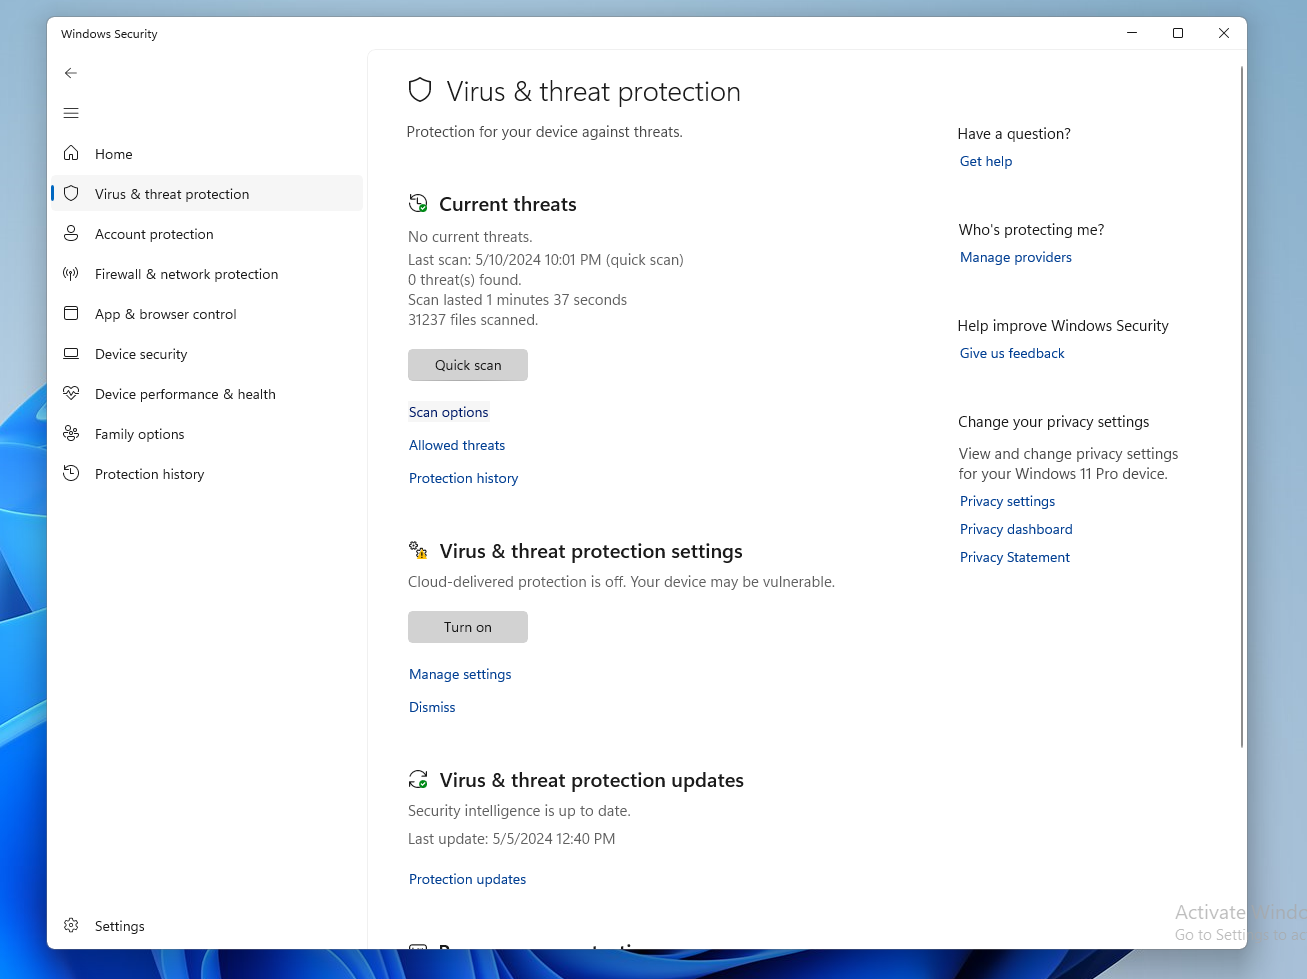 Windows Security
Home
Virus & threat protection
Account protection
Firewall & network protection
App & browser control
Device security
Device performance & health
Family options
Protection history
Settings
Virus & threat protection
Protection for your device against threats.
Current threats
No current threats.
Last scan: 5/10/2024 10:01 PM (quick scan)
0 threat(s) found.
Scan lasted 1 minutes 37 seconds
31237 files scanned.
Quick scan
Scan options
Allowed threats
Protection history
Virus & threat protection settings
Cloud-delivered protection is off. Your device may be vulnerable.
Turn on
Manage settings
Dismiss
Virus & threat protection updates
Security intelligence is up to date.
Last update: 5/5/2024 12:40 PM
Protection updates
Have a question?
Get help
Who's protecting me?
Manage providers
Help improve Windows Security
Give us feedback
Change your privacy settings
View and change privacy settings
for your Windows 11 Pro device.
Privacy settings
Privacy dashboard
Privacy Statement
Activate
Go to